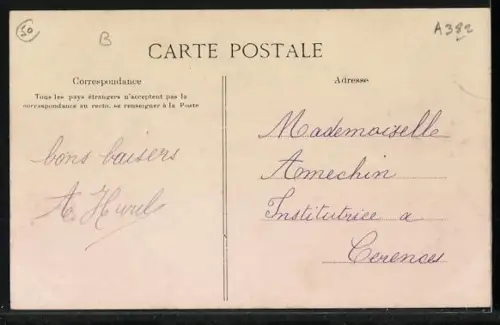 50
B
A382
CARTE POSTALE
Correspondance
Tous les pays étrangers n'acceptent pas la
correspondance au recto, se renseigner à la Poste
bons baisers
A. Hurel
Adresse
Mademoiselle
Amechin
Institutrice a
Cerences